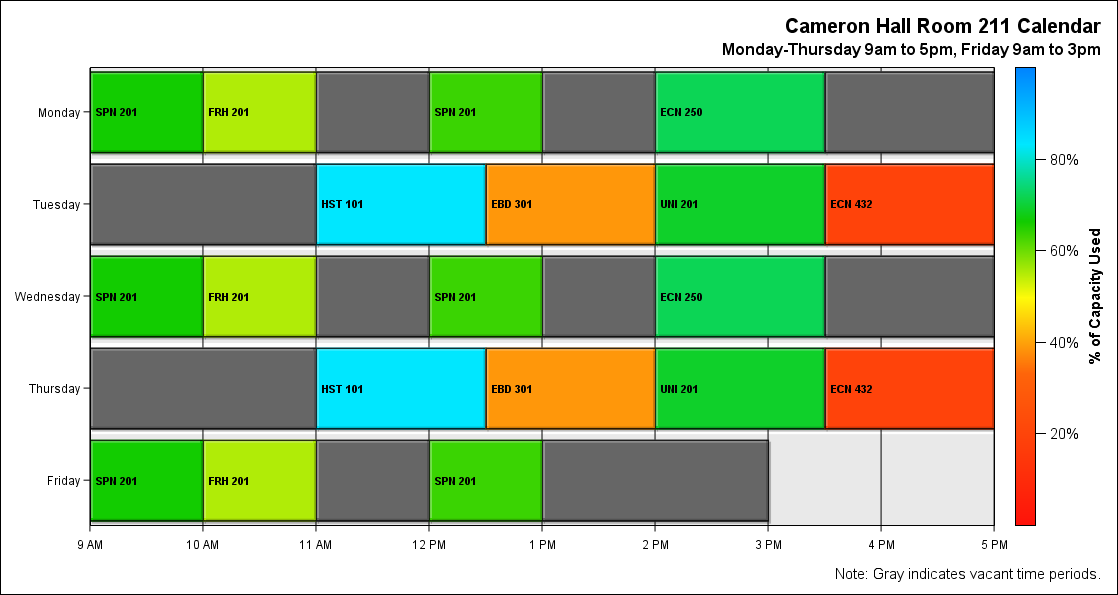 Cameron Hall Room 211 Calendar
Monday-Thursday 9am to 5pm, Friday 9am to 3pm
Monday
SPN 201
FRH 201
SPN 201
ECN 250
Tuesday
HST 101
EBD 301
UNI 201
ECN 432
Wednesday
SPN 201
FRH 201
SPN 201
ECN 250
Thursday
HST 101
EBD 301
UNI 201
ECN 432
Friday
SPN 201
FRH 201
SPN 201
9 AM
10 AM
11 AM
12 PM
1 PM
2 PM
3 PM
4 PM
5 PM
80%
60%
40%
20%
% of Capacity Used
Note: Gray indicates vacant time periods.